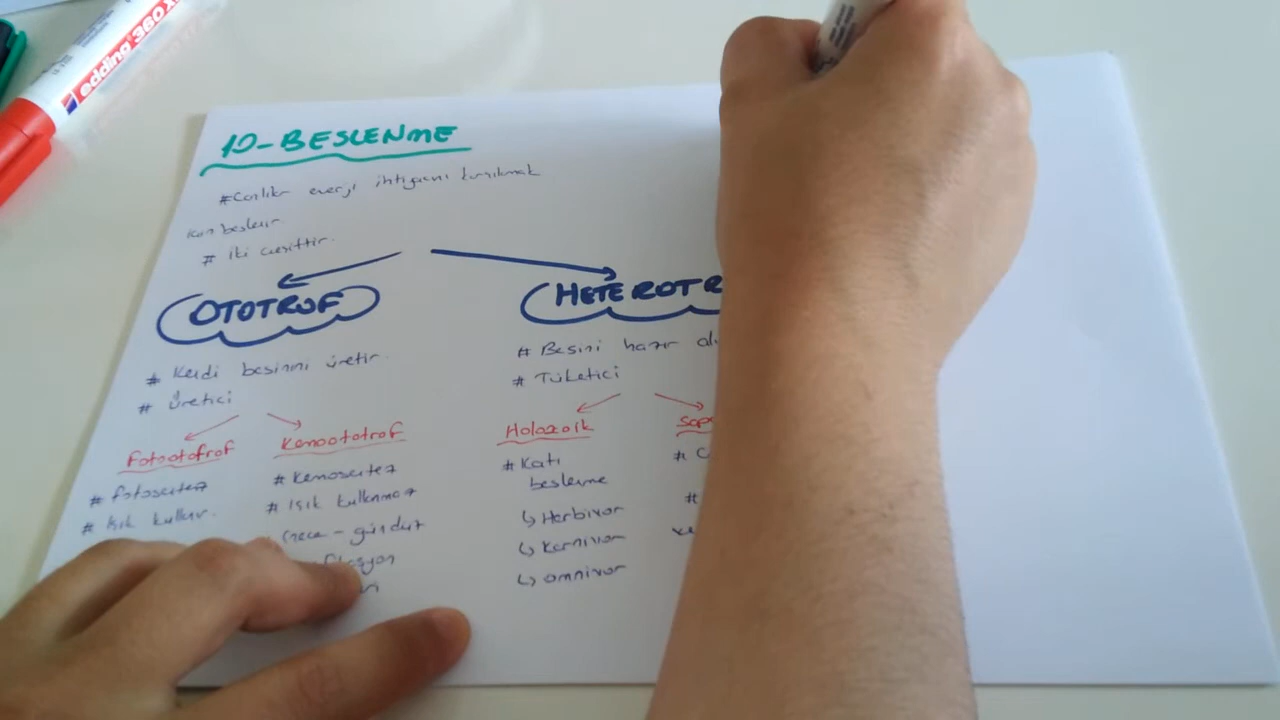 edding 360
10-BESLENME
#Canlılar enerji ihtiyacını karşılamak
için beslenir.
# İki çeşittir.
OTOTROF
HETEROTR
# Kendi besinini üretir.
# Üretici
# Besini hazır al
# Tüketici
Fotoototrof
Kemoototrof
Holozoik
Sap
# fotosentez
# Işık kullanır.
# Kemosentez
# Işık kullanmaz
Gece - gündüz
# Katı
beslenme
↳ Herbivor
↳ Karnivor
↳ omnivor
# C
#
ve